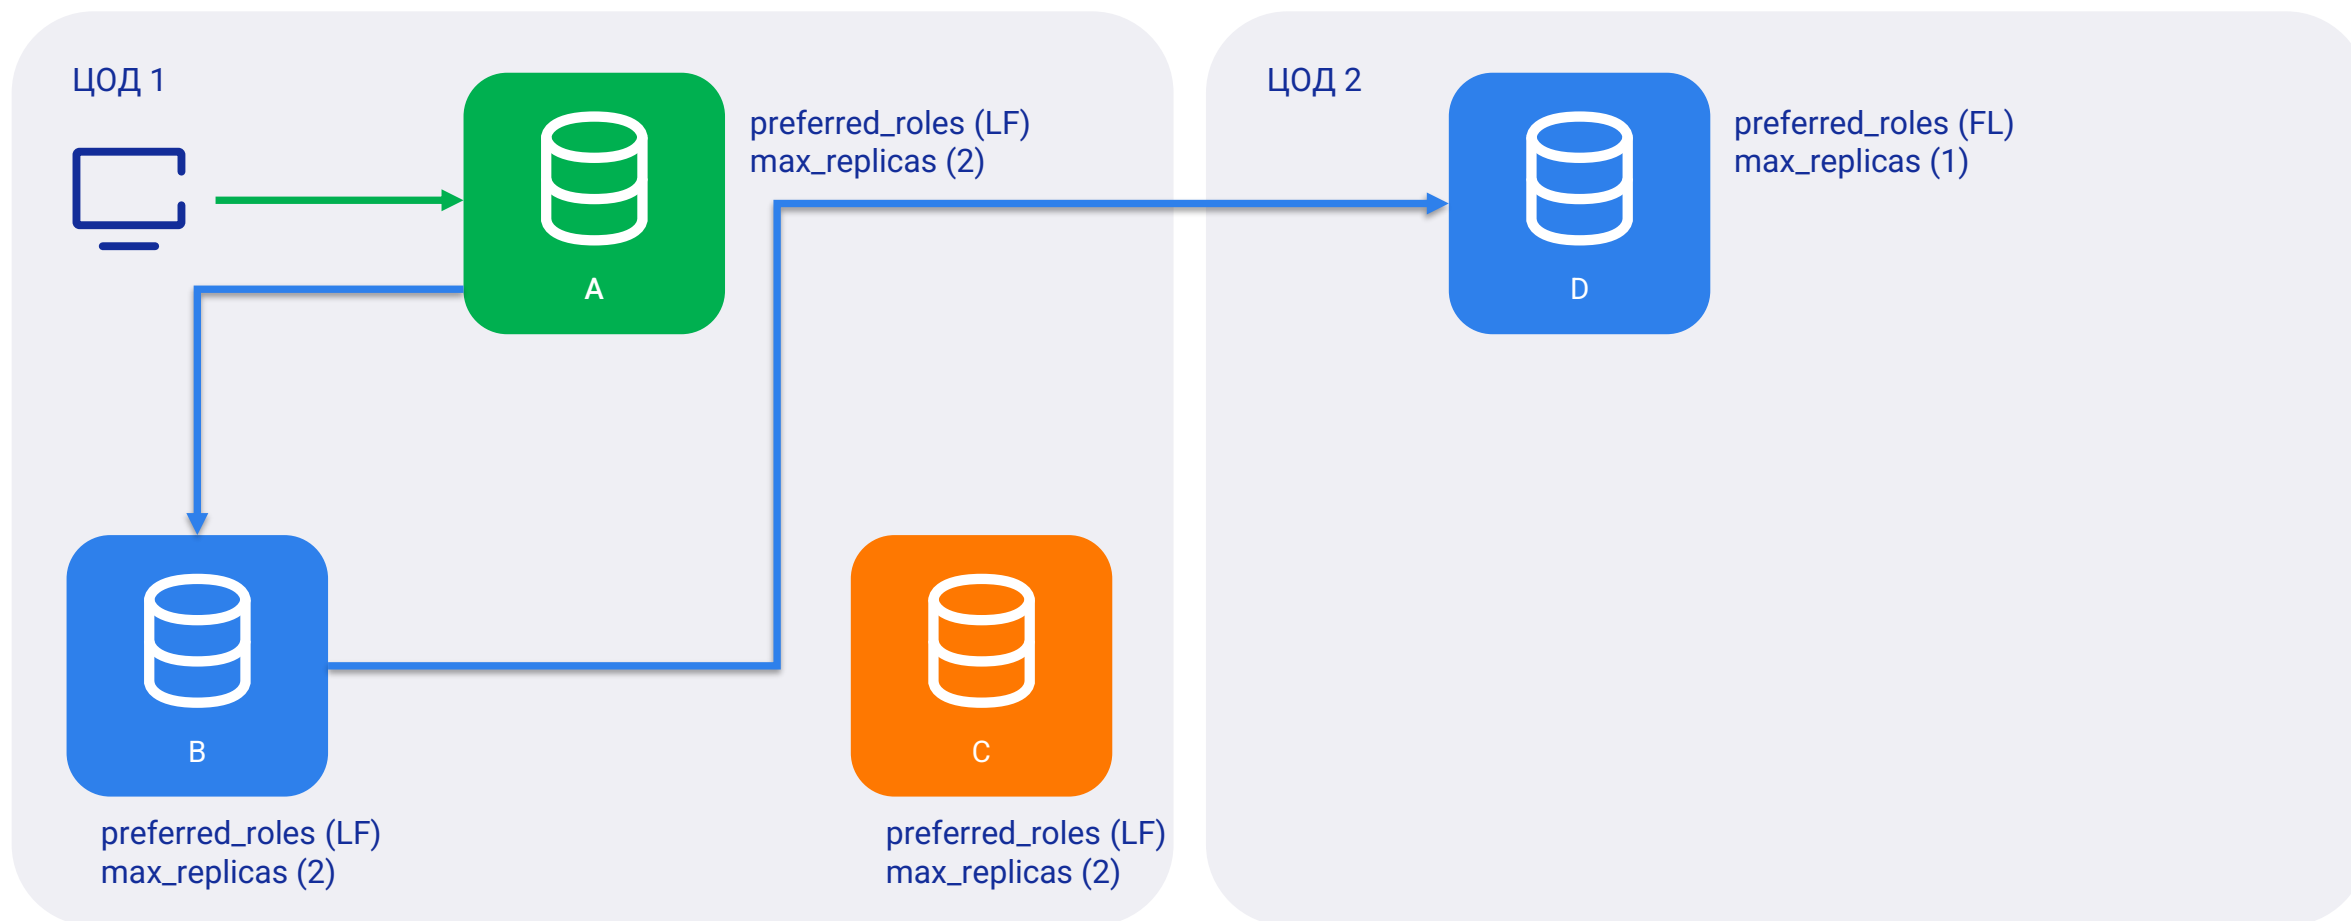 ЦОД 1
A
preferred_roles (LF)
max_replicas (2)
ЦОД 2
D
preferred_roles (FL)
max_replicas (1)
B
preferred_roles (LF)
max_replicas (2)
C
preferred_roles (LF)
max_replicas (2)